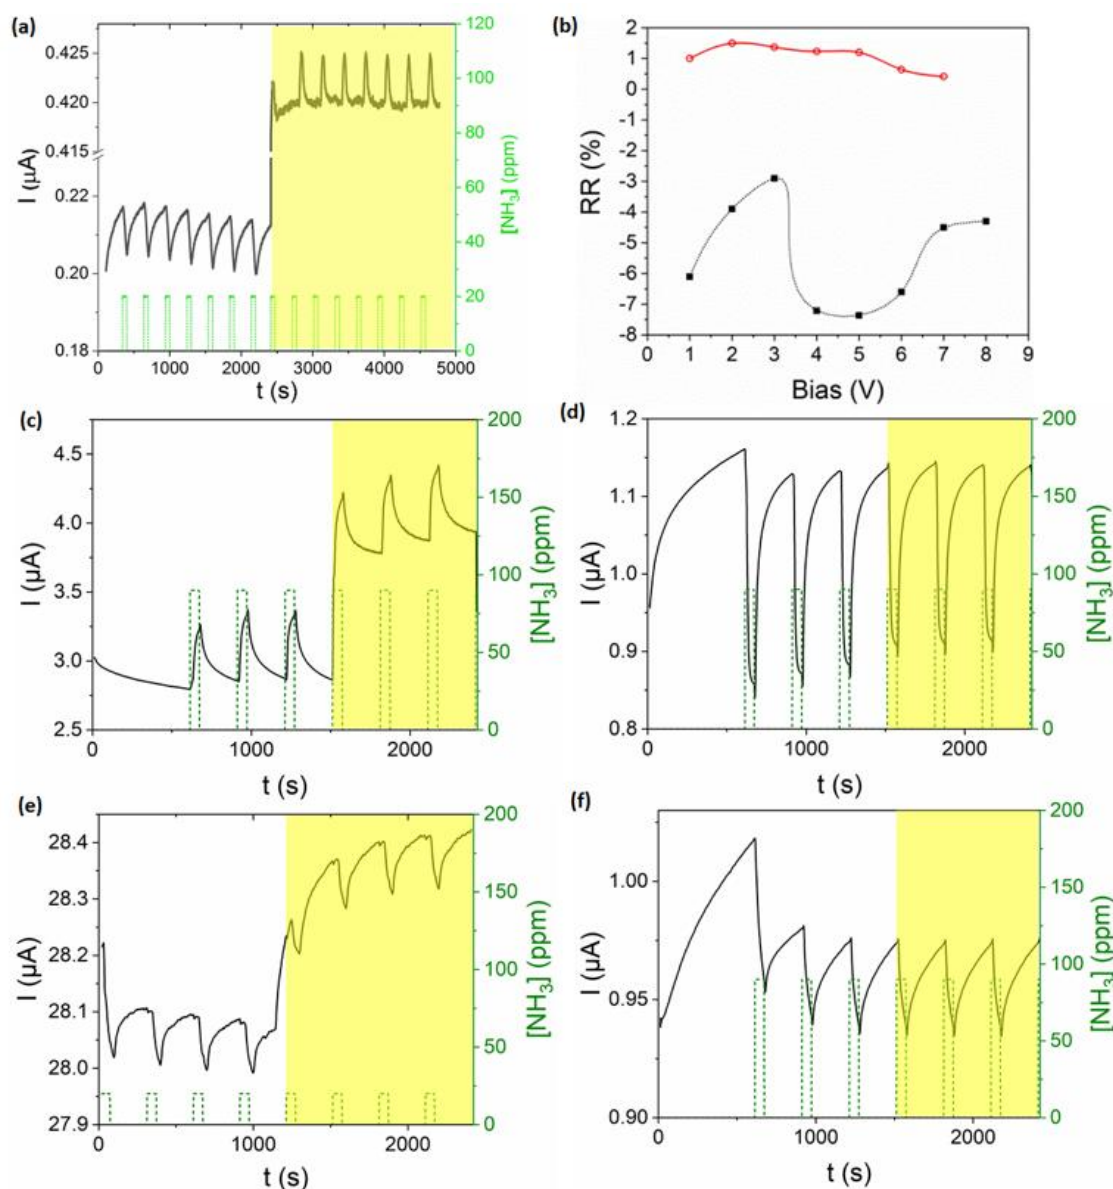 (a)
0.425
0.420
0.415
0.22
0.20
0.18
I (µA)
120
100
80
60
40
20
0
[NH3] (ppm)
0 1000 2000 3000 4000 5000
t (s)
(b)
2
1
0
-1
-2
-3
-4
-5
-6
-7
-8
RR (%)
0 1 2 3 4 5 6 7 8 9
Bias (V)
(c)
4.5
4.0
3.5
3.0
2.5
I (µA)
200
150
100
50
0
[NH3] (ppm)
0 1000 2000
t (s)
(d)
1.2
1.1
1.0
0.9
0.8
I (µA)
200
150
100
50
0
[NH3] (ppm)
0 1000 2000
t (s)
(e)
28.4
28.3
28.2
28.1
28.0
27.9
I (µA)
200
150
100
50
0
[NH3] (ppm)
0 1000 2000
t (s)
(f)
1.00
0.95
0.90
I (µA)
200
150
100
50
0
[NH3] (ppm)
0 1000 2000
t (s)